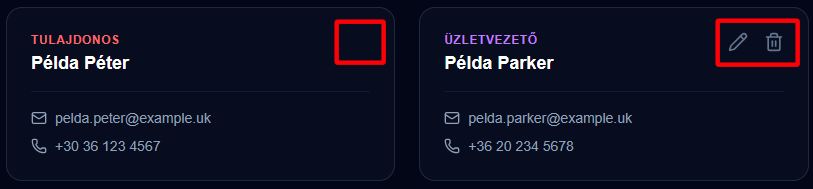 TULAJDONOS
Példa Péter
pelda.peter@example.uk
+30 36 123 4567
ÜZLETVEZETŐ
Példa Parker
pelda.parker@example.uk
+36 20 234 5678